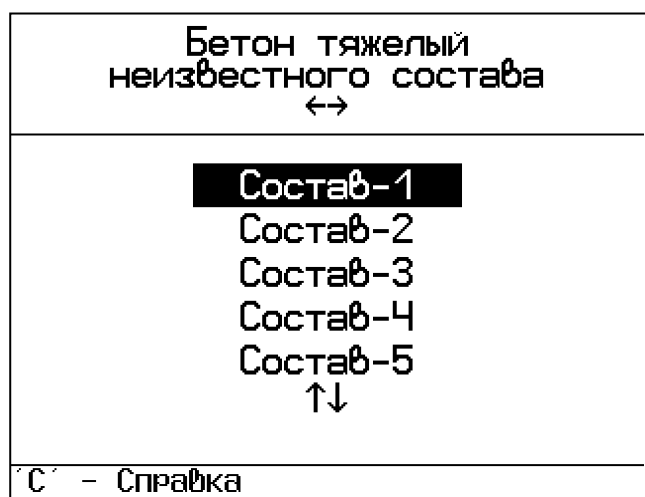 Бетон тяжелый
неизвестного состава
←→
Состав-1
Состав-2
Состав-3
Состав-4
Состав-5
↑↓
´С´ - Справка